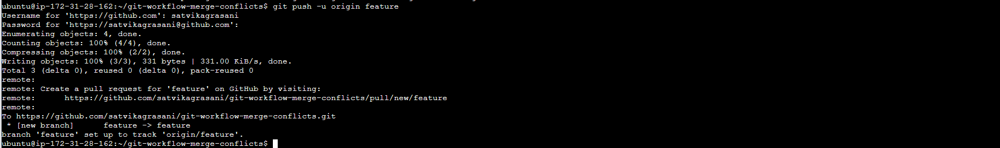 ubuntu@ip-172-31-28-162:~/git-workflow-merge-conflicts$ git push -u origin feature
Username for 'https://github.com': satvikagrasani
Password for 'https://satvikagrasani@github.com':
Enumerating objects: 4, done.
Counting objects: 100% (4/4), done.
Compressing objects: 100% (2/2), done.
Writing objects: 100% (3/3), 331 bytes | 331.00 KiB/s, done.
Total 3 (delta 0), reused 0 (delta 0), pack-reused 0
remote:
remote: Create a pull request for 'feature' on GitHub by visiting:
remote:      https://github.com/satvikagrasani/git-workflow-merge-conflicts/pull/new/feature
remote:
To https://github.com/satvikagrasani/git-workflow-merge-conflicts.git
 * [new branch]      feature -> feature
branch 'feature' set up to track 'origin/feature'.
ubuntu@ip-172-31-28-162:~/git-workflow-merge-conflicts$